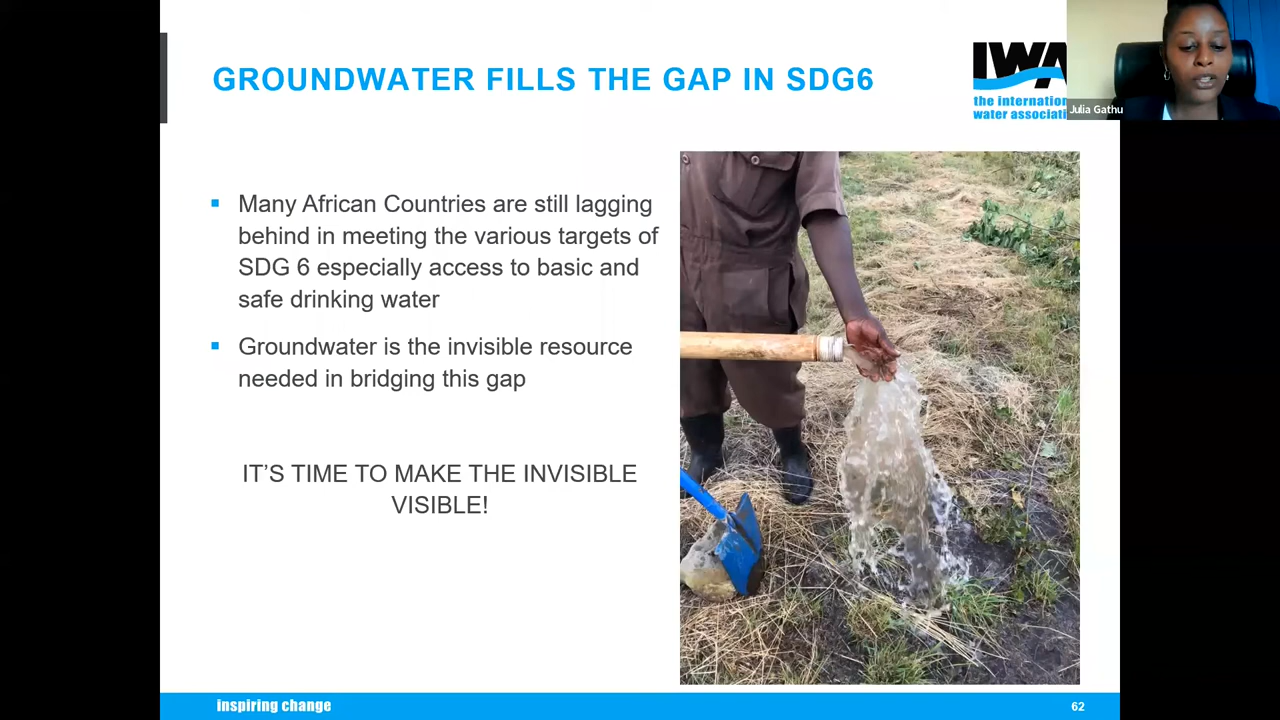 GROUNDWATER FILLS THE GAP IN SDG6
IWA
the internation
water associati
Julia Gathu
▪ Many African Countries are still lagging
behind in meeting the various targets of
SDG 6 especially access to basic and
safe drinking water
▪ Groundwater is the invisible resource
needed in bridging this gap
IT’S TIME TO MAKE THE INVISIBLE
VISIBLE!
inspiring change
62